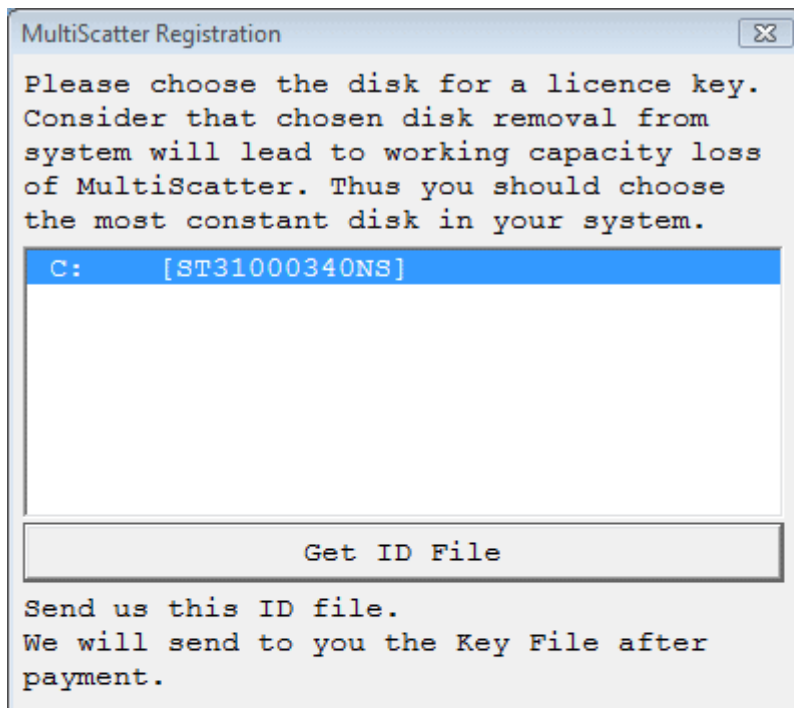 MultiScatter Registration
Please choose the disk for a licence key.
Consider that chosen disk removal from
system will lead to working capacity loss
of MultiScatter. Thus you should choose
the most constant disk in your system.
C: [ST31000340NS]
Get ID File
Send us this ID file.
We will send to you the Key File after
payment.